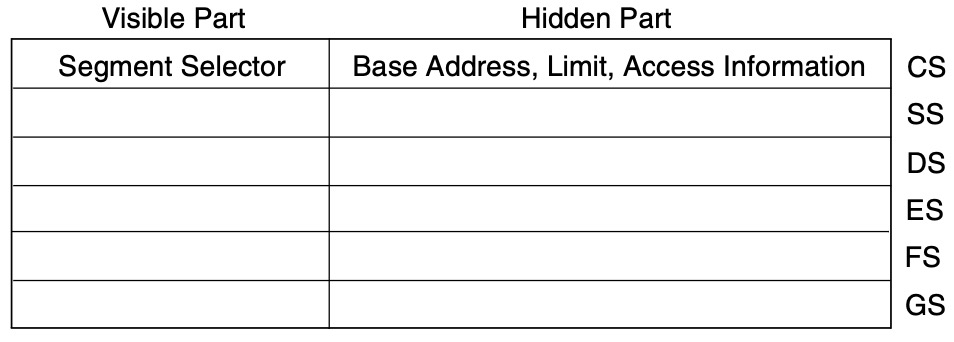 Visible Part Hidden Part
Segment Selector Base Address, Limit, Access Information CS
SS
DS
ES
FS
GS